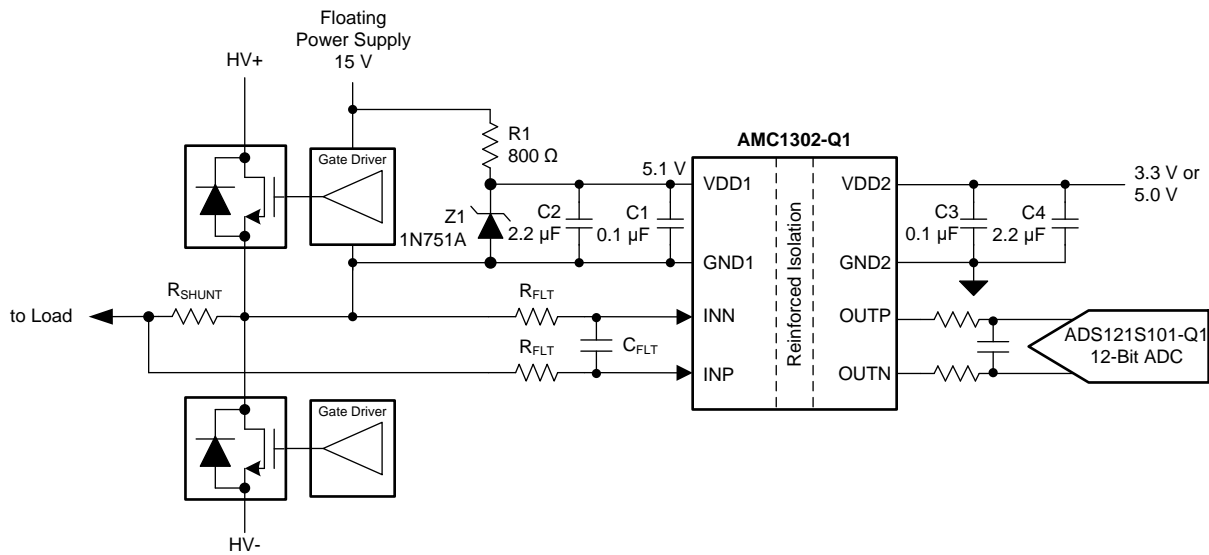 Floating
Power Supply
15 V
HV+
R1
800 Ω
AMC1302-Q1
Gate Driver
5.1 V
VDD1
VDD2
3.3 V or
5.0 V
Z1
1N751A
C2
2.2 µF
C1
0.1 µF
C3
0.1 µF
C4
2.2 µF
GND1
GND2
Reinforced Isolation
RSHUNT
to Load
RFLT
INN
OUTP
CFLT
RFLT
INP
OUTN
ADS121S101-Q1
12-Bit ADC
Gate Driver
HV-